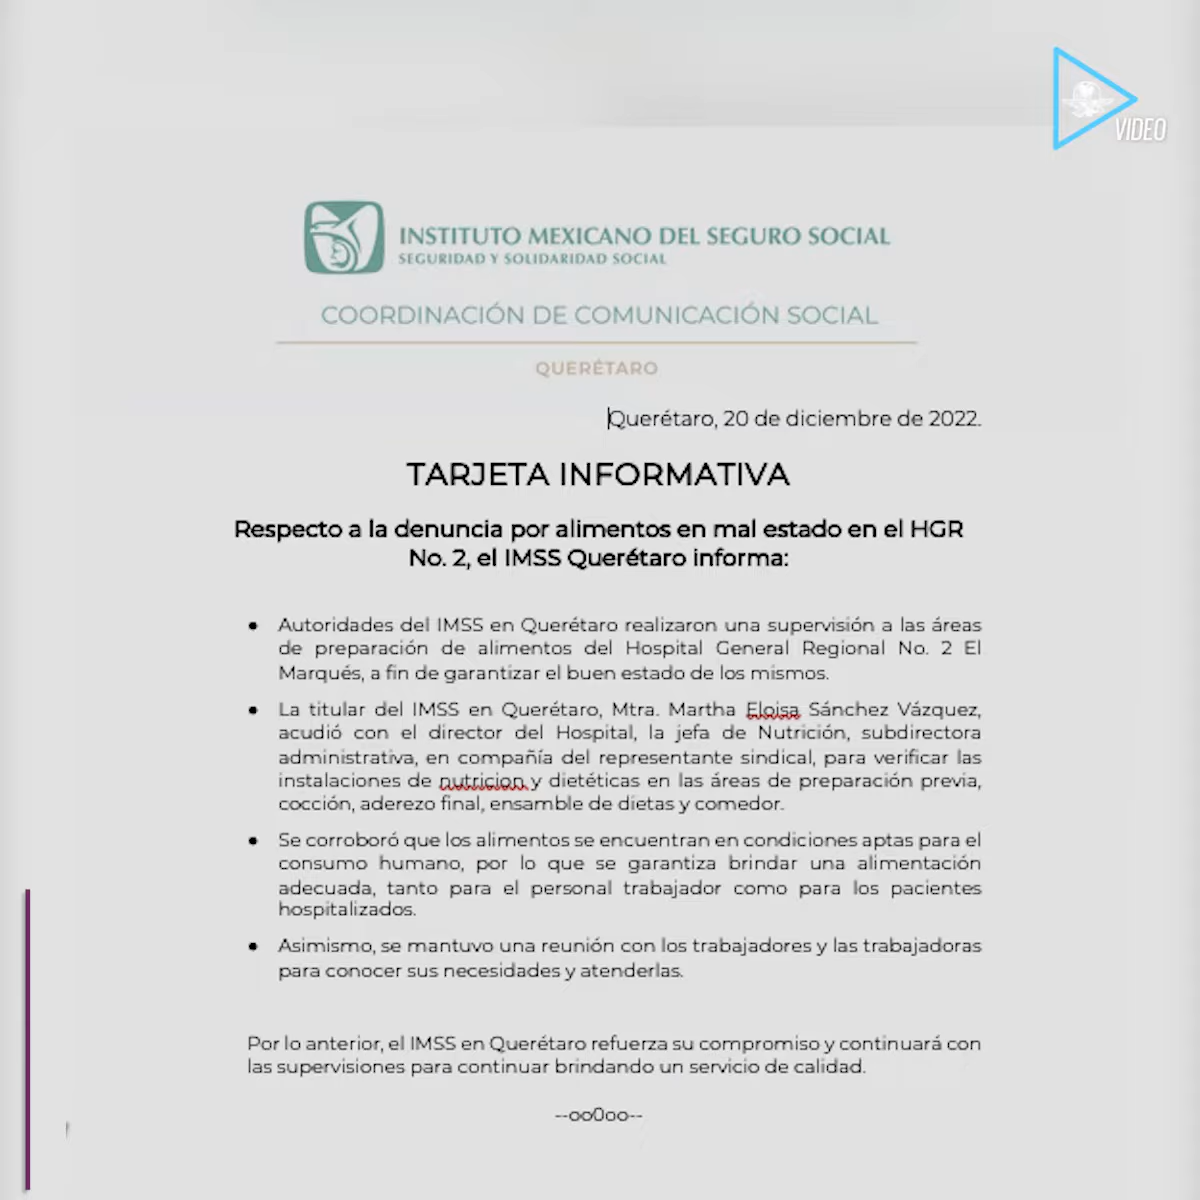 VIDEO
INSTITUTO MEXICANO DEL SEGURO SOCIAL
SEGURIDAD Y SOLIDARIDAD SOCIAL
COORDINACIÓN DE COMUNICACIÓN SOCIAL
QUERÉTARO
Querétaro, 20 de diciembre de 2022.
TARJETA INFORMATIVA
Respecto a la denuncia por alimentos en mal estado en el HGR
No. 2, el IMSS Querétaro informa:
● Autoridades del IMSS en Querétaro realizaron una supervisión a las áreas
de preparación de alimentos del Hospital General Regional No. 2 El
Marqués, a fin de garantizar el buen estado de los mismos.
● La titular del IMSS en Querétaro, Mtra. Martha Eloisa Sánchez Vázquez,
acudió con el director del Hospital, la jefa de Nutrición, subdirectora
administrativa, en compañía del representante sindical, para verificar las
instalaciones de nutricion y dietéticas en las áreas de preparación previa,
cocción, aderezo final, ensamble de dietas y comedor.
● Se corroboró que los alimentos se encuentran en condiciones aptas para el
consumo humano, por lo que se garantiza brindar una alimentación
adecuada, tanto para el personal trabajador como para los pacientes
hospitalizados.
● Asimismo, se mantuvo una reunión con los trabajadores y las trabajadoras
para conocer sus necesidades y atenderlas.
Por lo anterior, el IMSS en Querétaro refuerza su compromiso y continuará con
las supervisiones para continuar brindando un servicio de calidad.
--oo0oo--